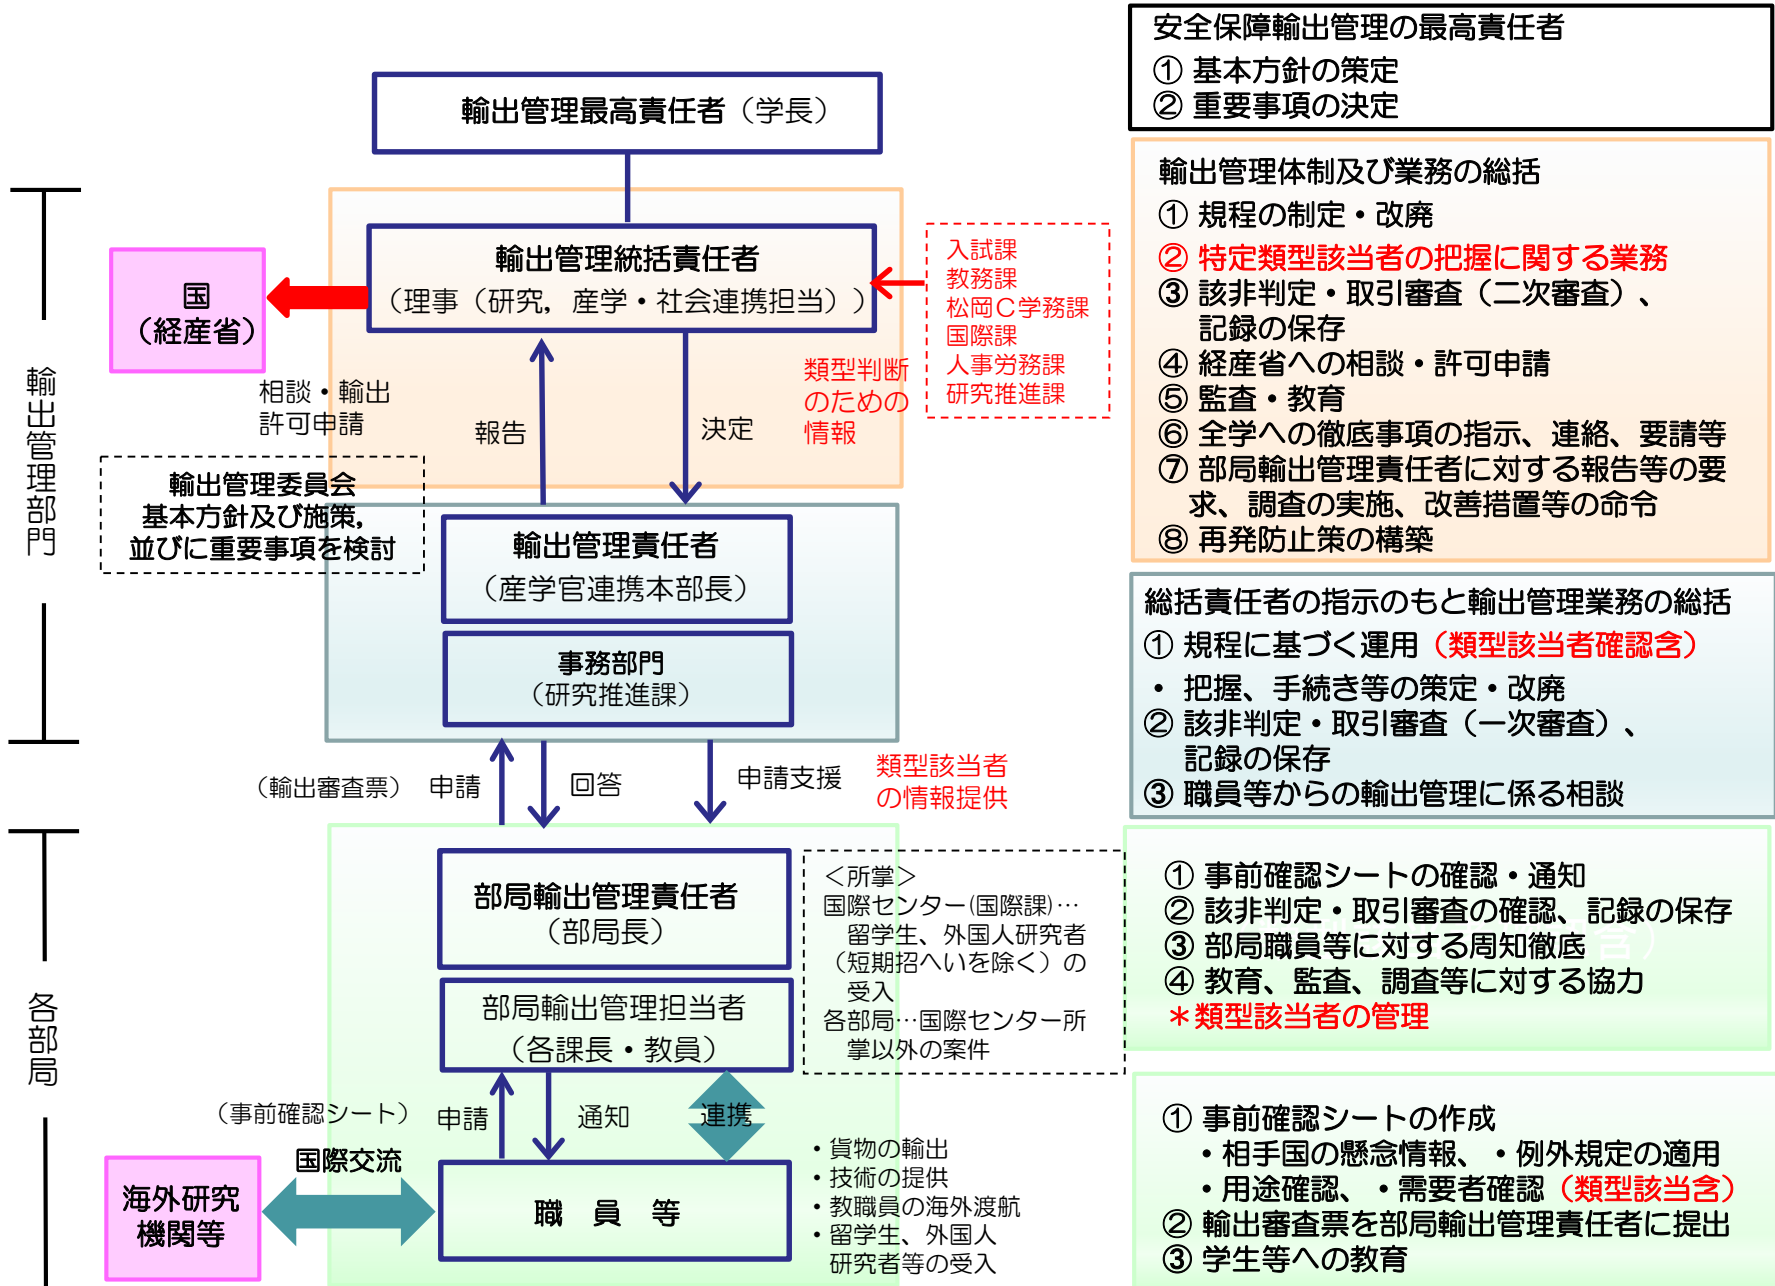 輸出管理最高責任者（学長）
安全保障輸出管理の最高責任者
① 基本方針の策定
② 重要事項の決定
輸出管理部門
輸出管理統括責任者
（理事（研究，産学・社会連携担当））
国
（経産省）
相談・輸出
許可申請
報告
決定
類型判断
のための
情報
入試課
教務課
松岡Ｃ学務課
国際課
人事労務課
研究推進課
輸出管理体制及び業務の総括
① 規程の制定・改廃
② 特定類型該当者の把握に関する業務
③ 該非判定・取引審査（二次審査）、
記録の保存
④ 経産省への相談・許可申請
⑤ 監査・教育
⑥ 全学への徹底事項の指示、連絡、要請等
⑦ 部局輸出管理責任者に対する報告等の要
求、調査の実施、改善措置等の命令
⑧ 再発防止策の構築
輸出管理委員会
基本方針及び施策，
並びに重要事項を検討
輸出管理責任者
（産学官連携本部長）
事務部門
（研究推進課）
総括責任者の指示のもと輸出管理業務の総括
① 規程に基づく運用（類型該当者確認含）
・ 把握、手続き等の策定・改廃
② 該非判定・取引審査（一次審査）、
記録の保存
③ 職員等からの輸出管理に係る相談
（輸出審査票）
申請
回答
申請支援
類型該当者
の情報提供
各部局
部局輸出管理責任者
（部局長）
部局輸出管理担当者
（各課長・教員）
＜所掌＞
国際センター(国際課)…
留学生、外国人研究者
（短期招へいを除く）の
受入
各部局…国際センター所
掌以外の案件
① 事前確認シートの確認・通知
② 該非判定・取引審査の確認、記録の保存
③ 部局職員等に対する周知徹底
④ 教育、監査、調査等に対する協力
＊類型該当者の管理
（事前確認シート）
申請
通知
連携
国際交流
海外研究
機関等
職 員 等
・貨物の輸出
・技術の提供
・教職員の海外渡航
・留学生、外国人
研究者等の受入
① 事前確認シートの作成
・相手国の懸念情報、・例外規定の適用
・用途確認、・需要者確認（類型該当含）
② 輸出審査票を部局輸出管理責任者に提出
③ 学生等への教育